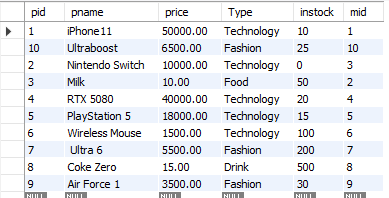 pid pname price Type instock mid
1 iPhone11 50000.00 Technology 10 1
10 Ultraboost 6500.00 Fashion 25 10
2 Nintendo Switch 10000.00 Technology 0 3
3 Milk 10.00 Food 50 2
4 RTX 5080 40000.00 Technology 20 4
5 PlayStation 5 18000.00 Technology 15 5
6 Wireless Mouse 1500.00 Technology 100 6
7 Ultra 6 5500.00 Fashion 200 7
8 Coke Zero 15.00 Drink 500 8
9 Air Force 1 3500.00 Fashion 30 9
NULL NULL NULL NULL NULL NULL